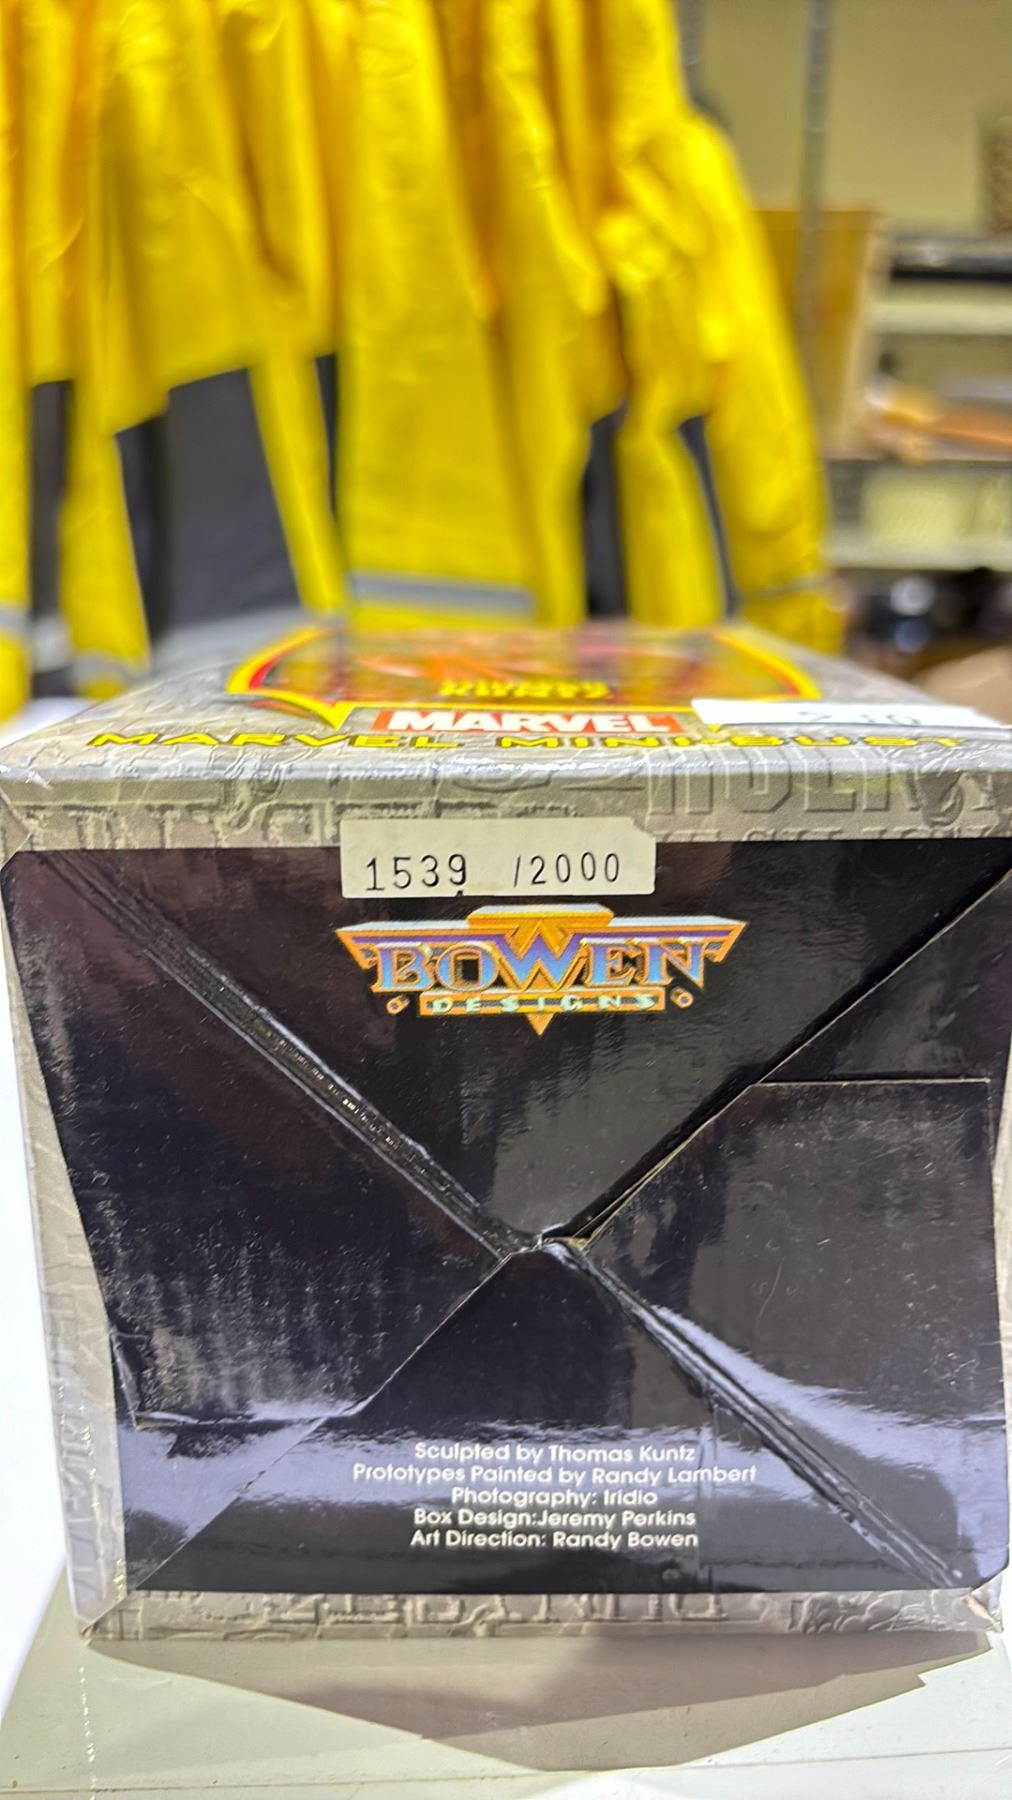 MARVEL
MARVEL MINI-BUST
1539 /2000
BOWEN
DESIGNS
Sculpted by Thomas Kuntz
Prototypes Painted by Randy Lambert
Photography: Iridio
Box Design:Jeremy Perkins
Art Direction: Randy Bowen